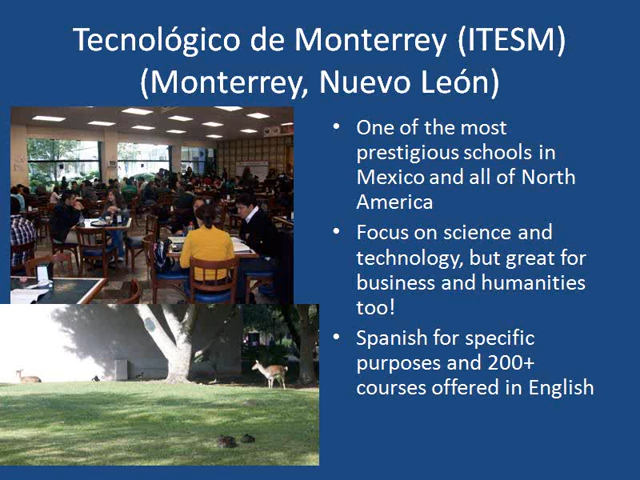 Tecnológico de Monterrey (ITESM)
(Monterrey, Nuevo León)
• One of the most
prestigious schools in
Mexico and all of North
America
• Focus on science and
technology, but great for
business and humanities
too!
• Spanish for specific
purposes and 200+
courses offered in English